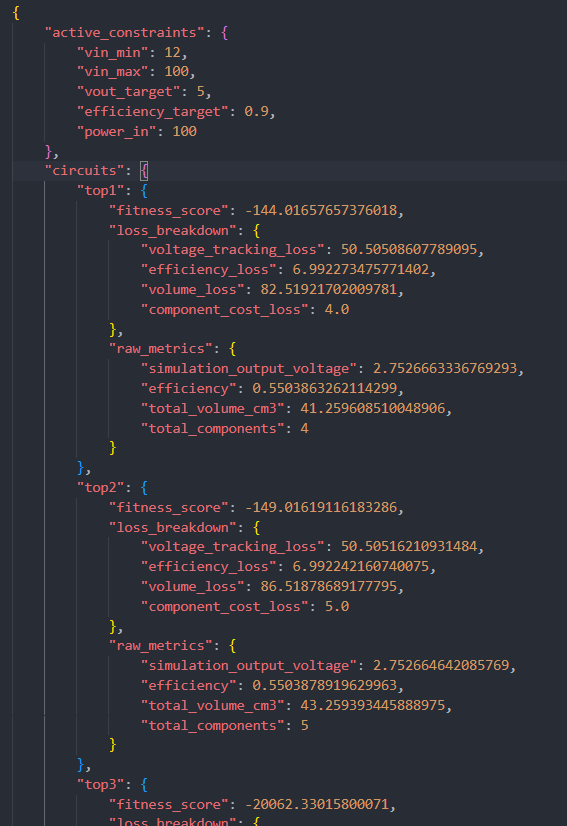 {
    "active_constraints": {
        "vin_min": 12,
        "vin_max": 100,
        "vout_target": 5,
        "efficiency_target": 0.9,
        "power_in": 100
    },
    "circuits": {
        "top1": {
            "fitness_score": -144.01657657376018,
            "loss_breakdown": {
                "voltage_tracking_loss": 50.50508607789095,
                "efficiency_loss": 6.992273475771402,
                "volume_loss": 82.51921702009781,
                "component_cost_loss": 4.0
            },
            "raw_metrics": {
                "simulation_output_voltage": 2.7526663336769293,
                "efficiency": 0.5503863262114299,
                "total_volume_cm3": 41.259608510048906,
                "total_components": 4
            }
        },
        "top2": {
            "fitness_score": -149.01619116183286,
            "loss_breakdown": {
                "voltage_tracking_loss": 50.50516210931484,
                "efficiency_loss": 6.992242160740075,
                "volume_loss": 86.51878689177795,
                "component_cost_loss": 5.0
            },
            "raw_metrics": {
                "simulation_output_voltage": 2.752664642085769,
                "efficiency": 0.5503878919629963,
                "total_volume_cm3": 43.259393445888975,
                "total_components": 5
            }
        },
        "top3": {
            "fitness_score": -20062.33015800071,
            "loss_breakdown": {